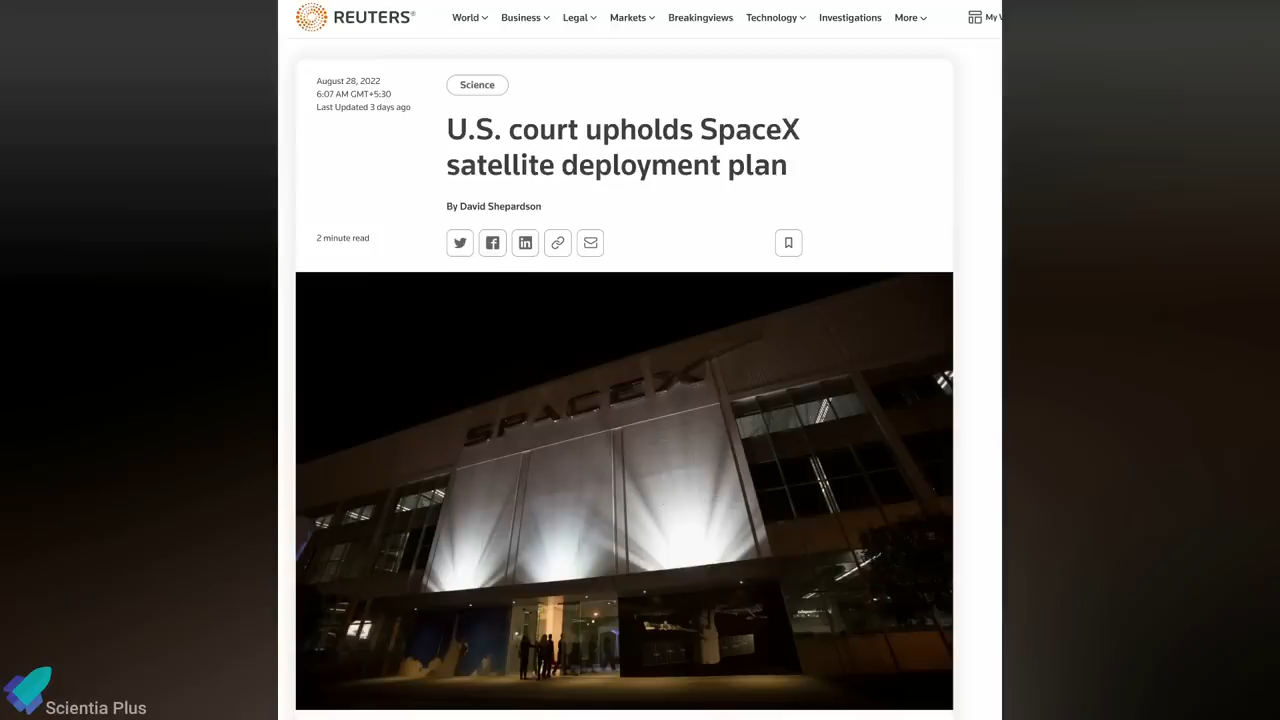 REUTERS®
World Business Legal Markets Breakingviews Technology Investigations More My
August 28, 2022
6:07 AM GMT+5:30
Last Updated 3 days ago
Science
U.S. court upholds SpaceX
satellite deployment plan
By David Shepardson
2 minute read
SPACEX
Scientia Plus